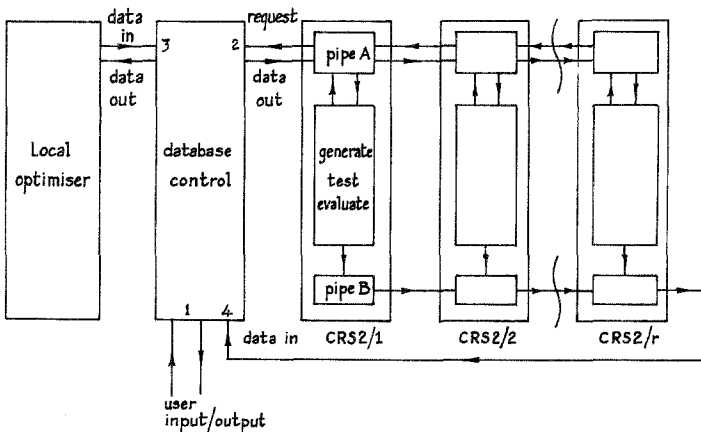 data
in
data
out
Local
optimiser
3
2
database
control
1
4
request
data
out
pipe A
generate
test
evaluate
pipe B
CRS2/1
CRS2/2
CRS2/r
data in
user
input/output